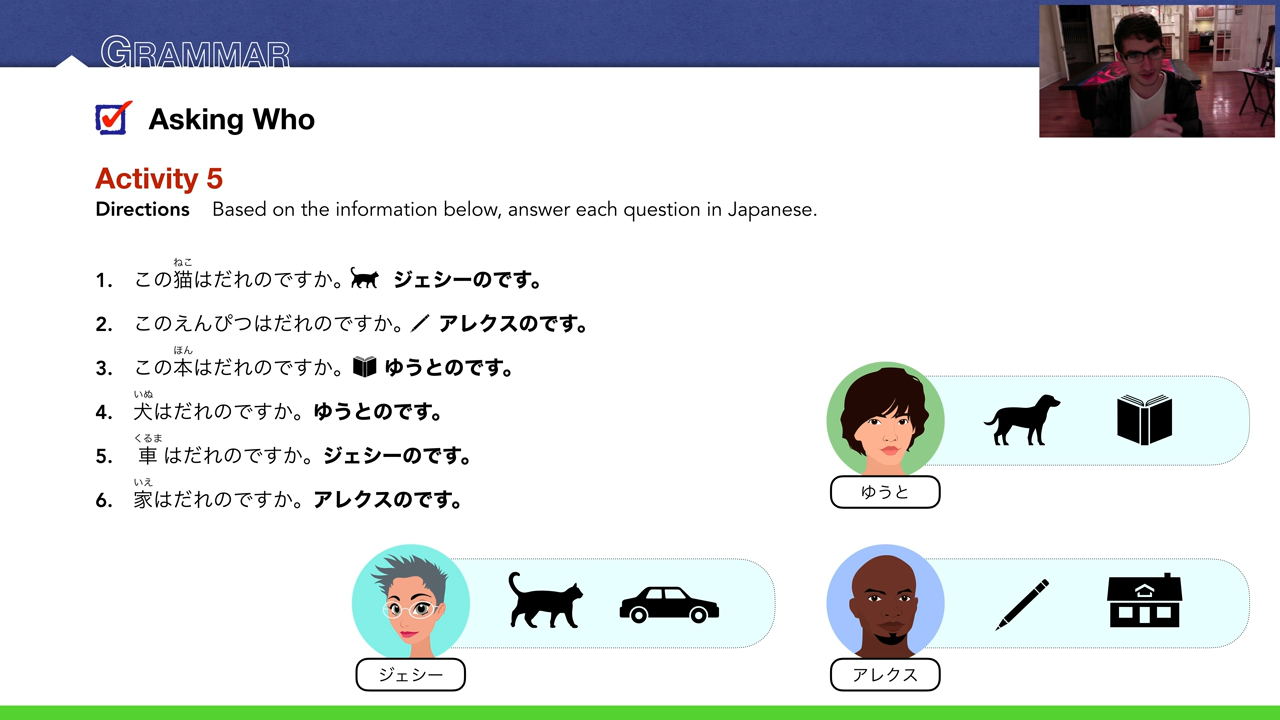 GRAMMAR
Asking Who
Activity 5
Directions Based on the information below, answer each question in Japanese.
ねこ
1. この猫はだれのですか。 ジェシーのです。
2. このえんぴつはだれのですか。 アレクスのです。
ほん
3. この本はだれのですか。 ゆうとのです。
いぬ
4. 犬はだれのですか。ゆうとのです。
くるま
5. 車はだれのですか。ジェシーのです。
いえ
6. 家はだれのですか。アレクスのです。
ゆうと
ジェシー
アレクス